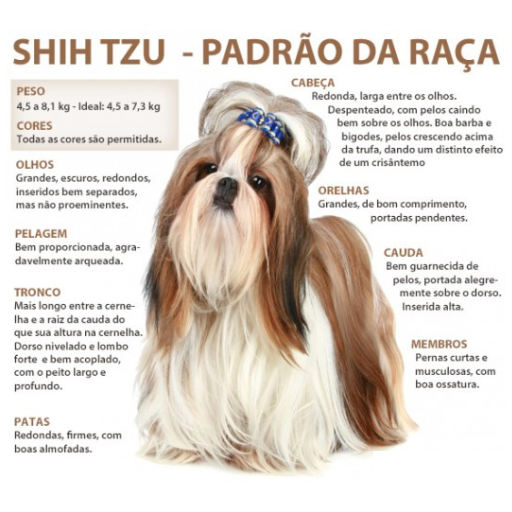 SHIH TZU - PADRÃO DA RAÇA
PESO
4,5 a 8,1 kg - Ideal: 4,5 a 7,3 kg
CORES
Todas as cores são permitidas.
OLHOS
Grandes, escuros, redondos,
inseridos bem separados,
mas não proeminentes.
PELAGEM
Bem proporcionada, agra-
davelmente arqueada.
TRONCO
Mais longo entre a cerne-
lha e a raiz da cauda do
que sua altura na cernelha.
Dorso nivelado e lombo
forte e bem acoplado,
com o peito largo e
profundo.
PATAS
Redondas, firmes, com
boas almofadas.
CABEÇA
Redonda, larga entre os olhos.
Despenteado, com pelos caindo
bem sobre os olhos. Boa barba e
bigodes, pelos crescendo acima
da trufa, dando um distinto efeito
de um crisântemo
ORELHAS
Grandes, de bom comprimento,
portadas pendentes.
CAUDA
Bem guarnecida de
pelos, portada alegre-
mente sobre o dorso.
Inserida alta.
MEMBROS
Pernas curtas e
musculosas, com
boa ossatura.